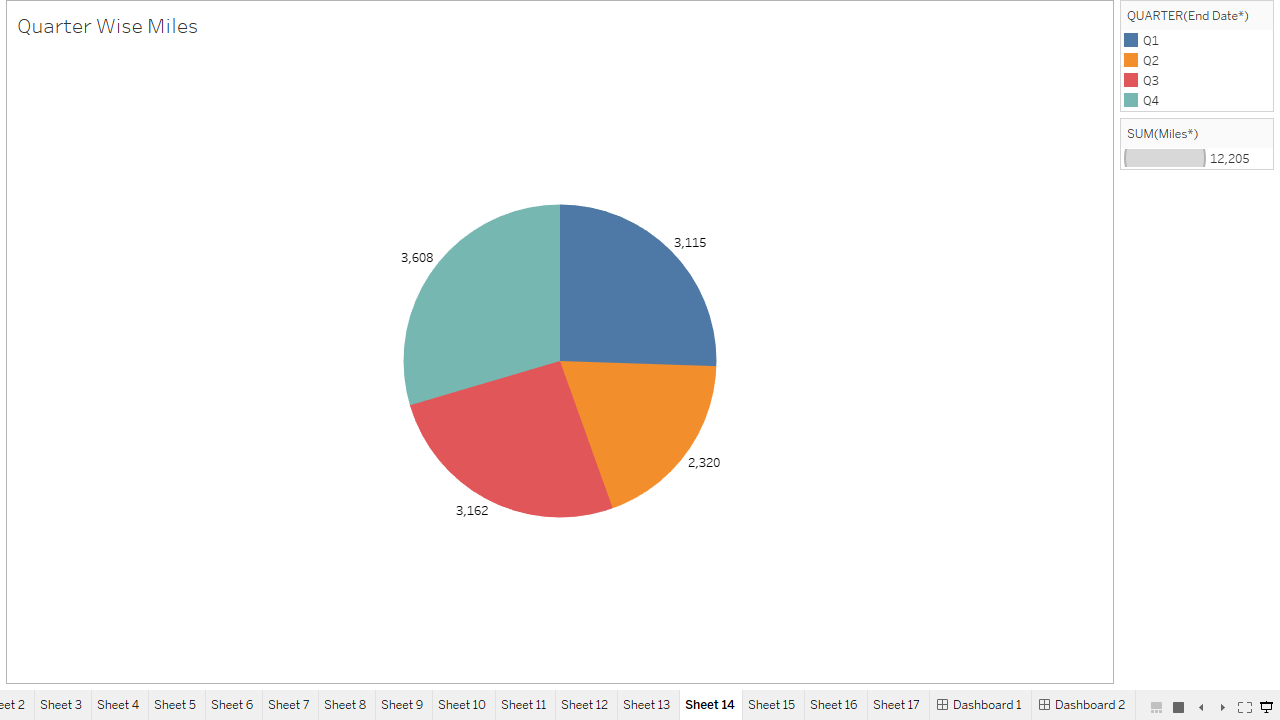 Quarter Wise Miles
3,115
3,608
2,320
3,162
QUARTER(End Date*)
Q1
Q2
Q3
Q4
SUM(Miles*)
12,205
eet 2 Sheet 3 Sheet 4 Sheet 5 Sheet 6 Sheet 7 Sheet 8 Sheet 9 Sheet 10 Sheet 11 Sheet 12 Sheet 13 Sheet 14 Sheet 15 Sheet 16 Sheet 17 Dashboard 1 Dashboard 2